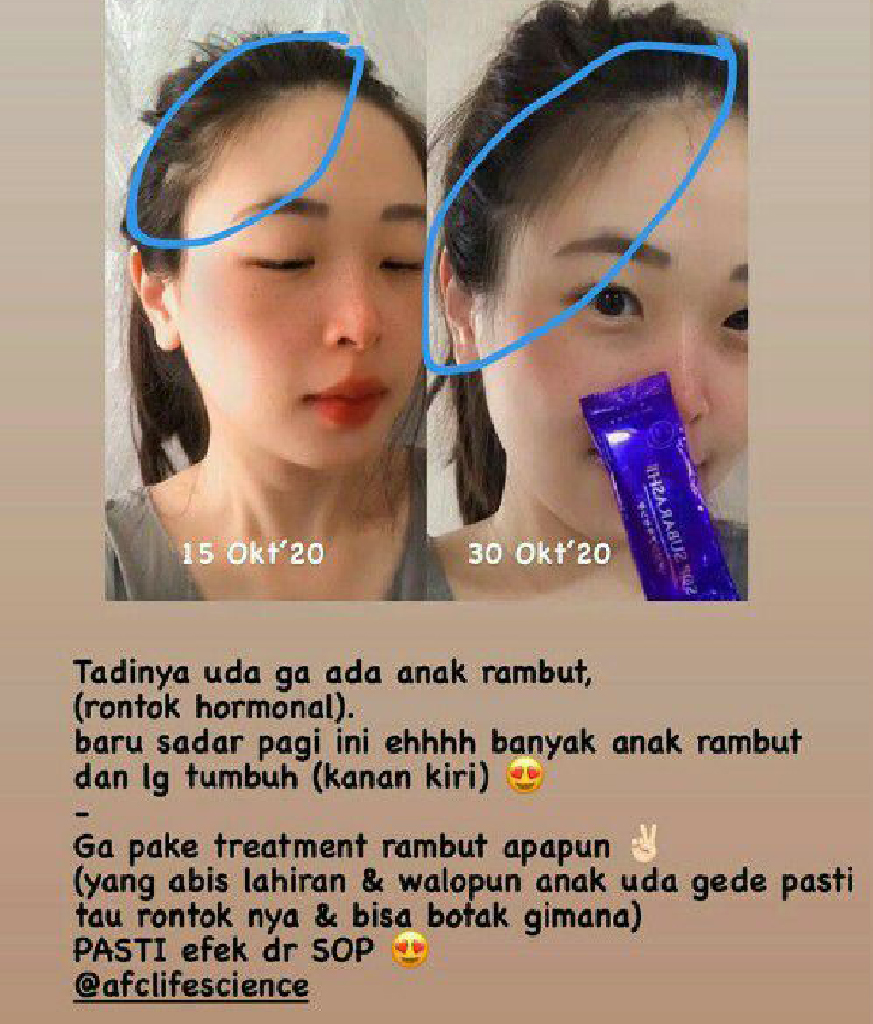 15 Okt'20
30 Okt'20
SOP SUBARASHI
Tadinya uda ga ada anak rambut,
(rontok hormonal).
baru sadar pagi ini ehhhh banyak anak rambut
dan lg tumbuh (kanan kiri) 😍
-
Ga pake treatment rambut apapun ✌🏻
(yang abis lahiran & walopun anak uda gede pasti
tau rontok nya & bisa botak gimana)
PASTI efek dr SOP 😍
@afclifescience